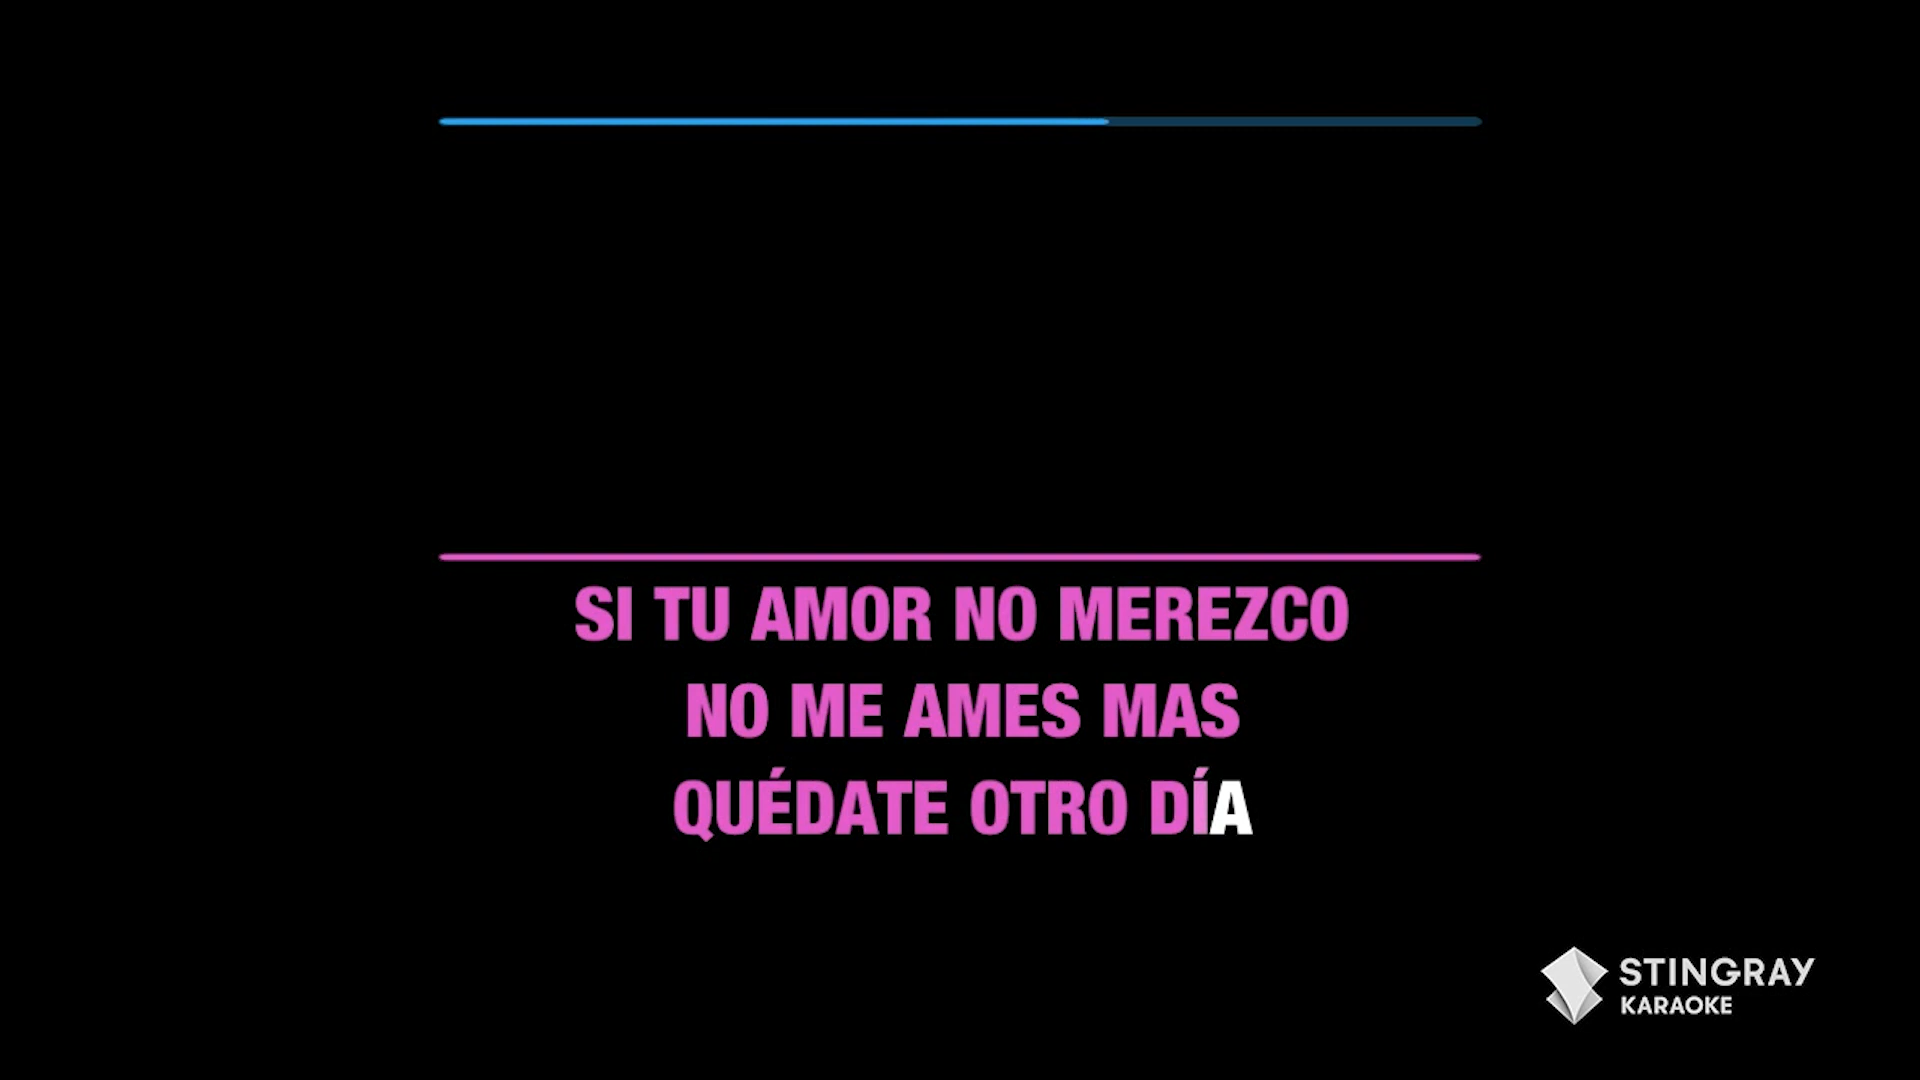 SI TU AMOR NO MEREZCO
NO ME AMES MAS
QUÉDATE OTRO DÍA
STINGRAY
KARAOKE